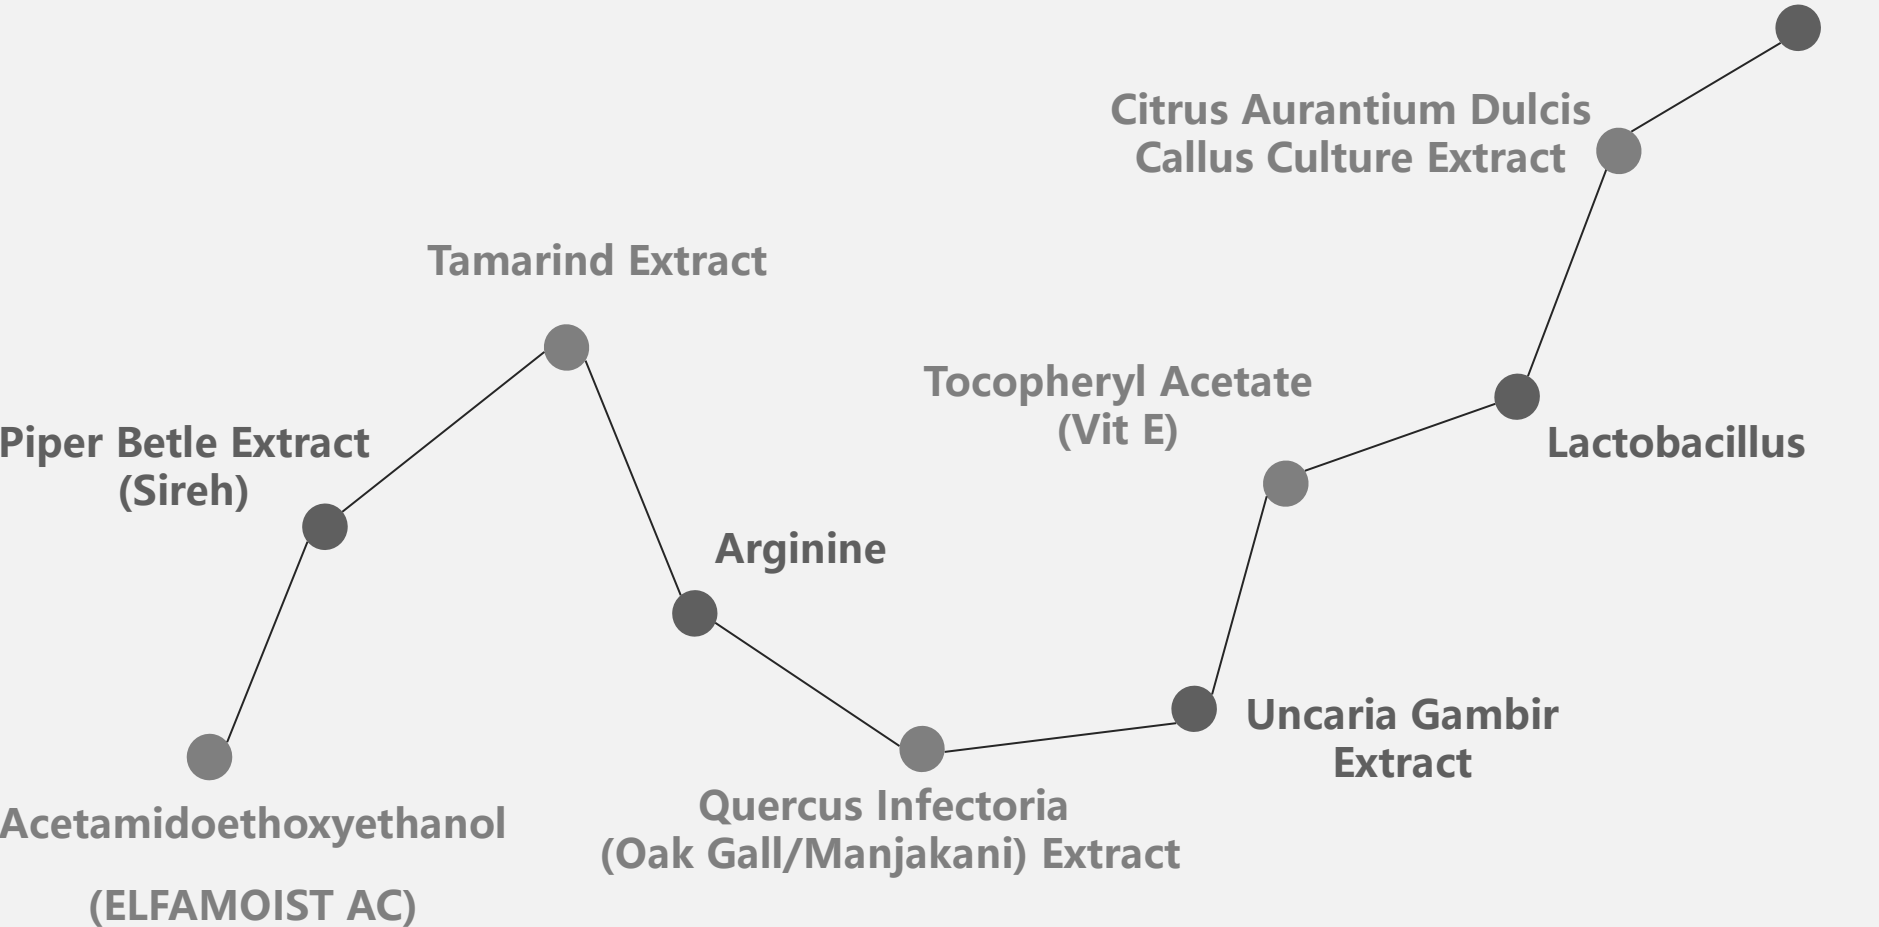 Citrus Aurantium Dulcis
Callus Culture Extract
Tamarind Extract
Tocopheryl Acetate
(Vit E)
Piper Betle Extract
(Sireh)
Lactobacillus
Arginine
Uncaria Gambir
Extract
Quercus Infectoria
(Oak Gall/Manjakani) Extract
Acetamidoethoxyethanol
(ELFAMOIST AC)